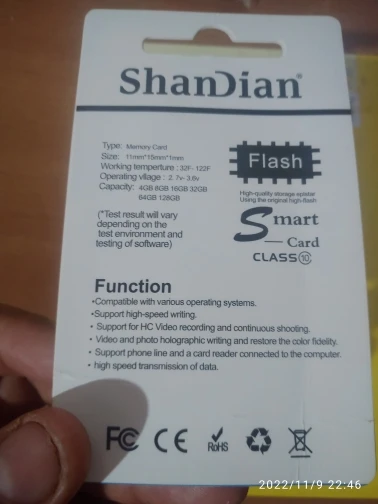 ShanDian®
Type: Memory Card
Size: 11mm*15mm*1mm
Working temperture : 32F- 122F
Operating vllage : 2. 7v- 3.6v
Capacity: 4GB 8GB 16GB 32GB
64GB 128GB
Flash
High-quality storage epister
Using the original high-flash
(*Test result will vary
depending on the
test environment and
testing of software)
Smart
— Card
CLASS⑩
Function
•Compatible with various operating systems.
•Support high-speed writing.
• Support for HC Video recording and continuous shooting.
• Video and photo holographic writing and restore the color fidelity.
• Support phone line and a card reader connected to the computer.
• high speed transmission of data.
FC CE RoHS
2022/11/9 22:46